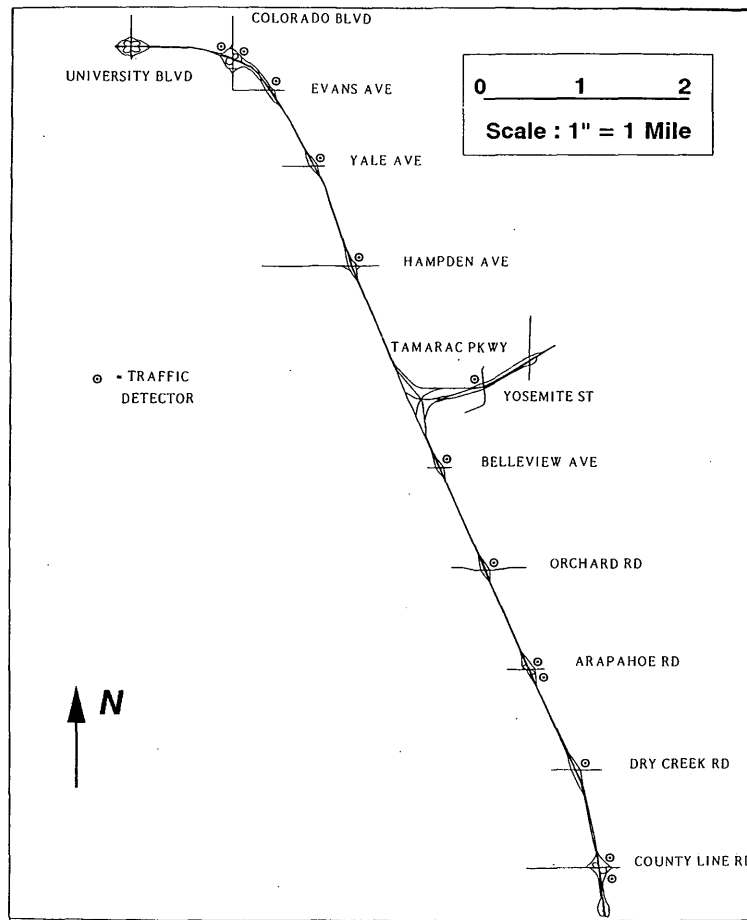 COLORADO BLVD
UNIVERSITY BLVD
EVANS AVE
0 1 2
Scale : 1" = 1 Mile
YALE AVE
HAMPDEN AVE
TAMARAC PKWY
- TRAFFIC
DETECTOR
YOSEMITE ST
BELLEVIEW AVE
ORCHARD RD
ARAPAHOE RD
N
DRY CREEK RD
COUNTY LINE RD